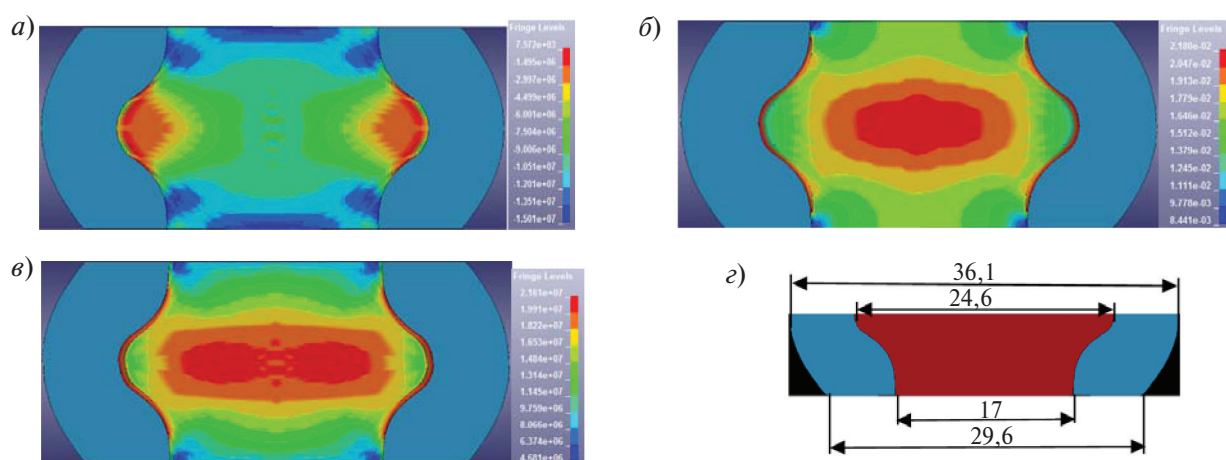 а)
Fringe Levels
7.572e+03
-1.495e+06
-2.997e+06
-4.499e+06
-6.001e+06
-7.504e+06
-9.006e+06
-1.051e+07
-1.201e+07
-1.351e+07
-1.501e+07
б)
Fringe Levels
2.180e-02
2.047e-02
1.913e-02
1.779e-02
1.646e-02
1.512e-02
1.379e-02
1.245e-02
1.111e-02
9.778e-03
8.441e-03
в)
Fringe Levels
2.161e+07
1.991e+07
1.822e+07
1.653e+07
1.484e+07
1.314e+07
1.145e+07
9.759e+06
8.066e+06
6.374e+06
4.681e+06
г)
36,1
24,6
17
29,6